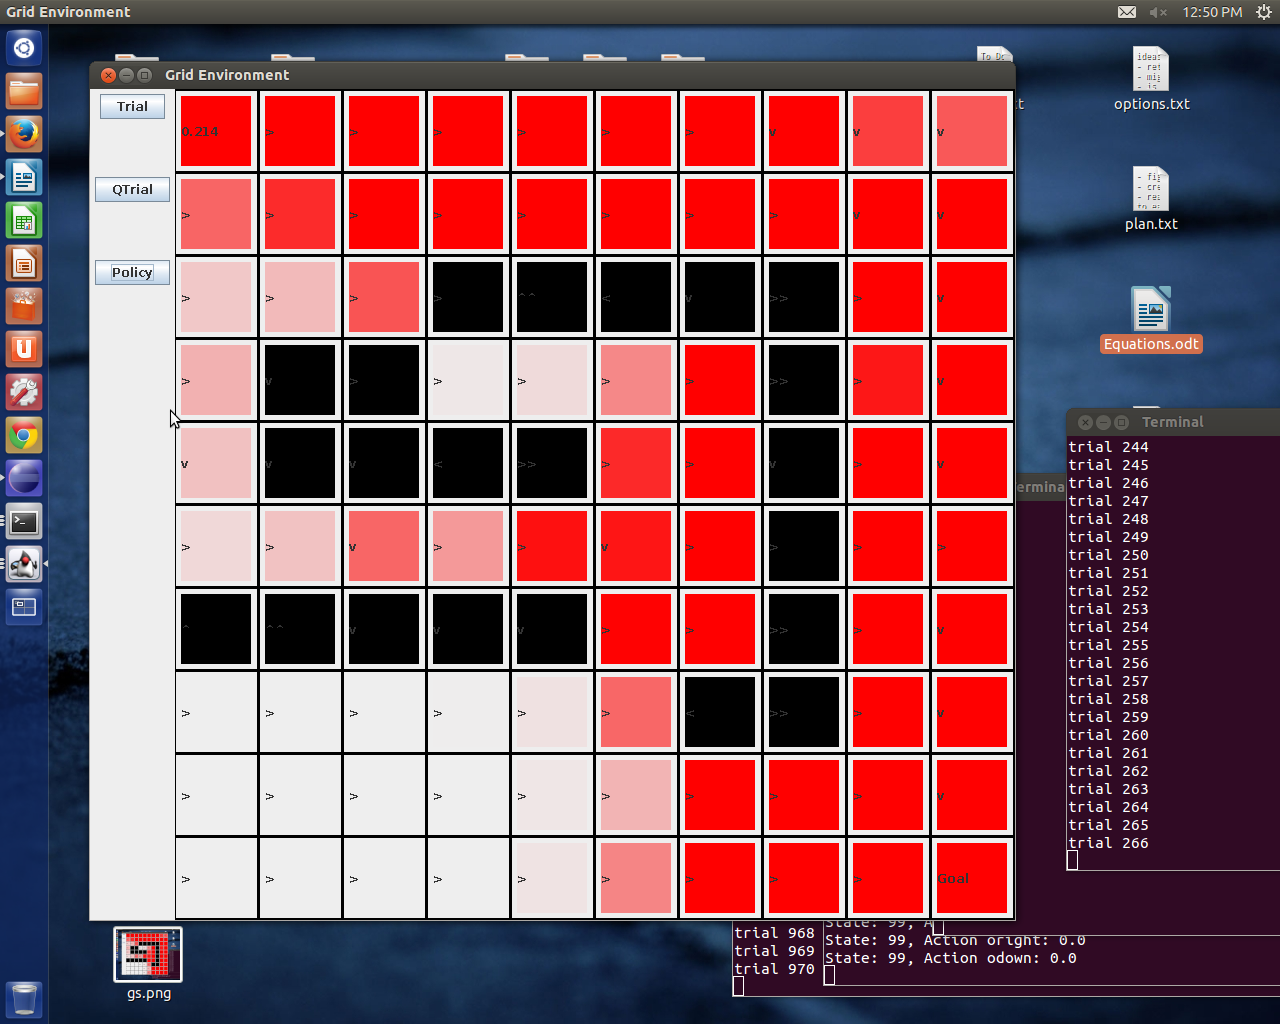 Grid Environment
12:50 PM
Grid Environment
Trial
QTrial
Policy
0.214 > > > > > > v v v
> > > > > > > > v v
> > > > ^^ < v >> > v
> v > > > > > >> > v
v v v < >> > > v > v
> > v > > v > > > >
^ ^^ v v v > > >> > v
> > > > > > < >> > v
> > > > > > > > > v
> > > > > > > > > Goal
To Do
options.txt
plan.txt
Equations.odt
gs.png
Terminal
trial 244
trial 245
trial 246
trial 247
trial 248
trial 249
trial 250
trial 251
trial 252
trial 253
trial 254
trial 255
trial 256
trial 257
trial 258
trial 259
trial 260
trial 261
trial 262
trial 263
trial 264
trial 265
trial 266
trial 968
trial 969
trial 970
State: 99, A
State: 99, Action oright: 0.0
State: 99, Action odown: 0.0